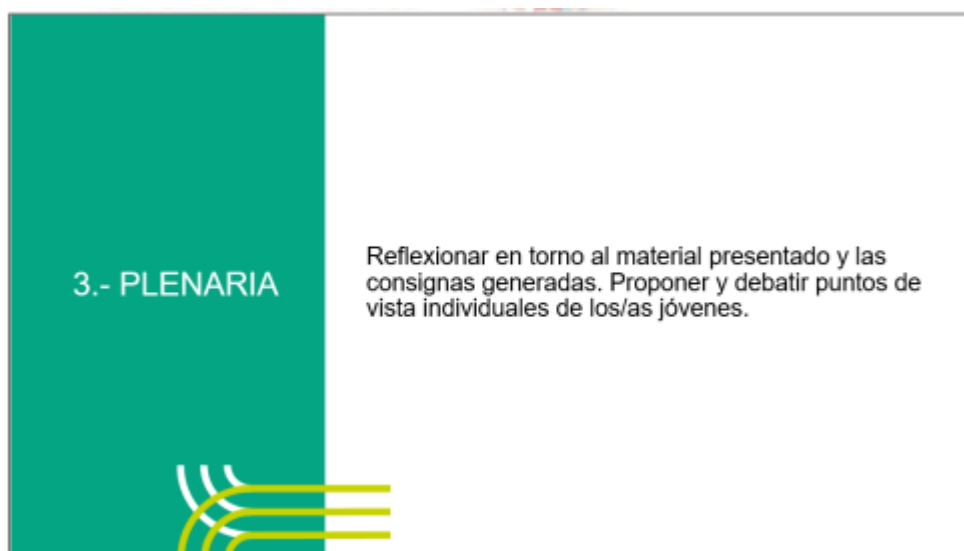 3.- PLENARIA
Reflexionar en torno al material presentado y las
consignas generadas. Proponer y debatir puntos de
vista individuales de los/as jóvenes.